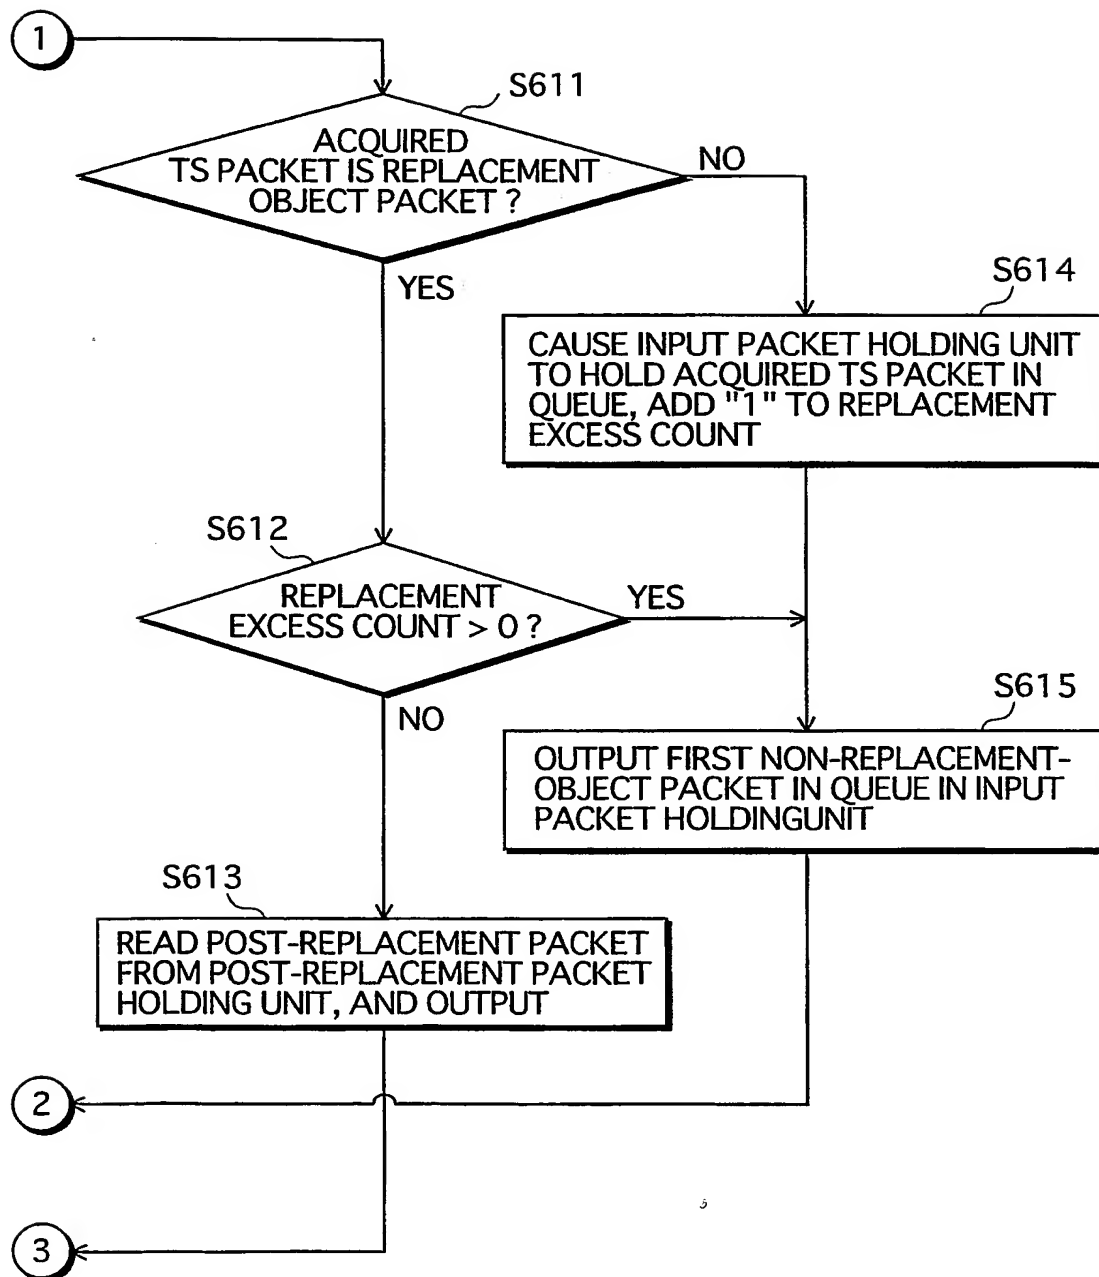 1
S611
ACQUIRED
TS PACKET IS REPLACEMENT
OBJECT PACKET ?
NO
YES
S614
CAUSE INPUT PACKET HOLDING UNIT
TO HOLD ACQUIRED TS PACKET IN
QUEUE, ADD "1" TO REPLACEMENT
EXCESS COUNT
S612
REPLACEMENT
EXCESS COUNT > 0 ?
YES
NO
S615
OUTPUT FIRST NON-REPLACEMENT-
OBJECT PACKET IN QUEUE IN INPUT
PACKET HOLDINGUNIT
S613
READ POST-REPLACEMENT PACKET
FROM POST-REPLACEMENT PACKET
HOLDING UNIT, AND OUTPUT
2
3